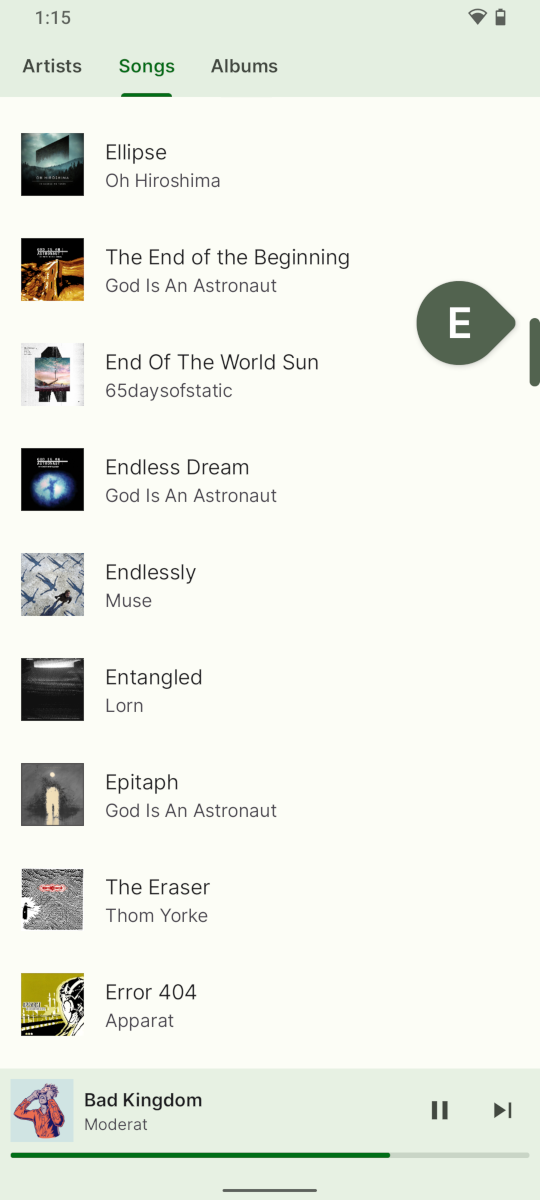 1:15
Artists Songs Albums
Ellipse
Oh Hiroshima
The End of the Beginning
God Is An Astronaut
E
End Of The World Sun
65daysofstatic
Endless Dream
God Is An Astronaut
Endlessly
Muse
Entangled
Lorn
Epitaph
God Is An Astronaut
The Eraser
Thom Yorke
Error 404
Apparat
Bad Kingdom
Moderat